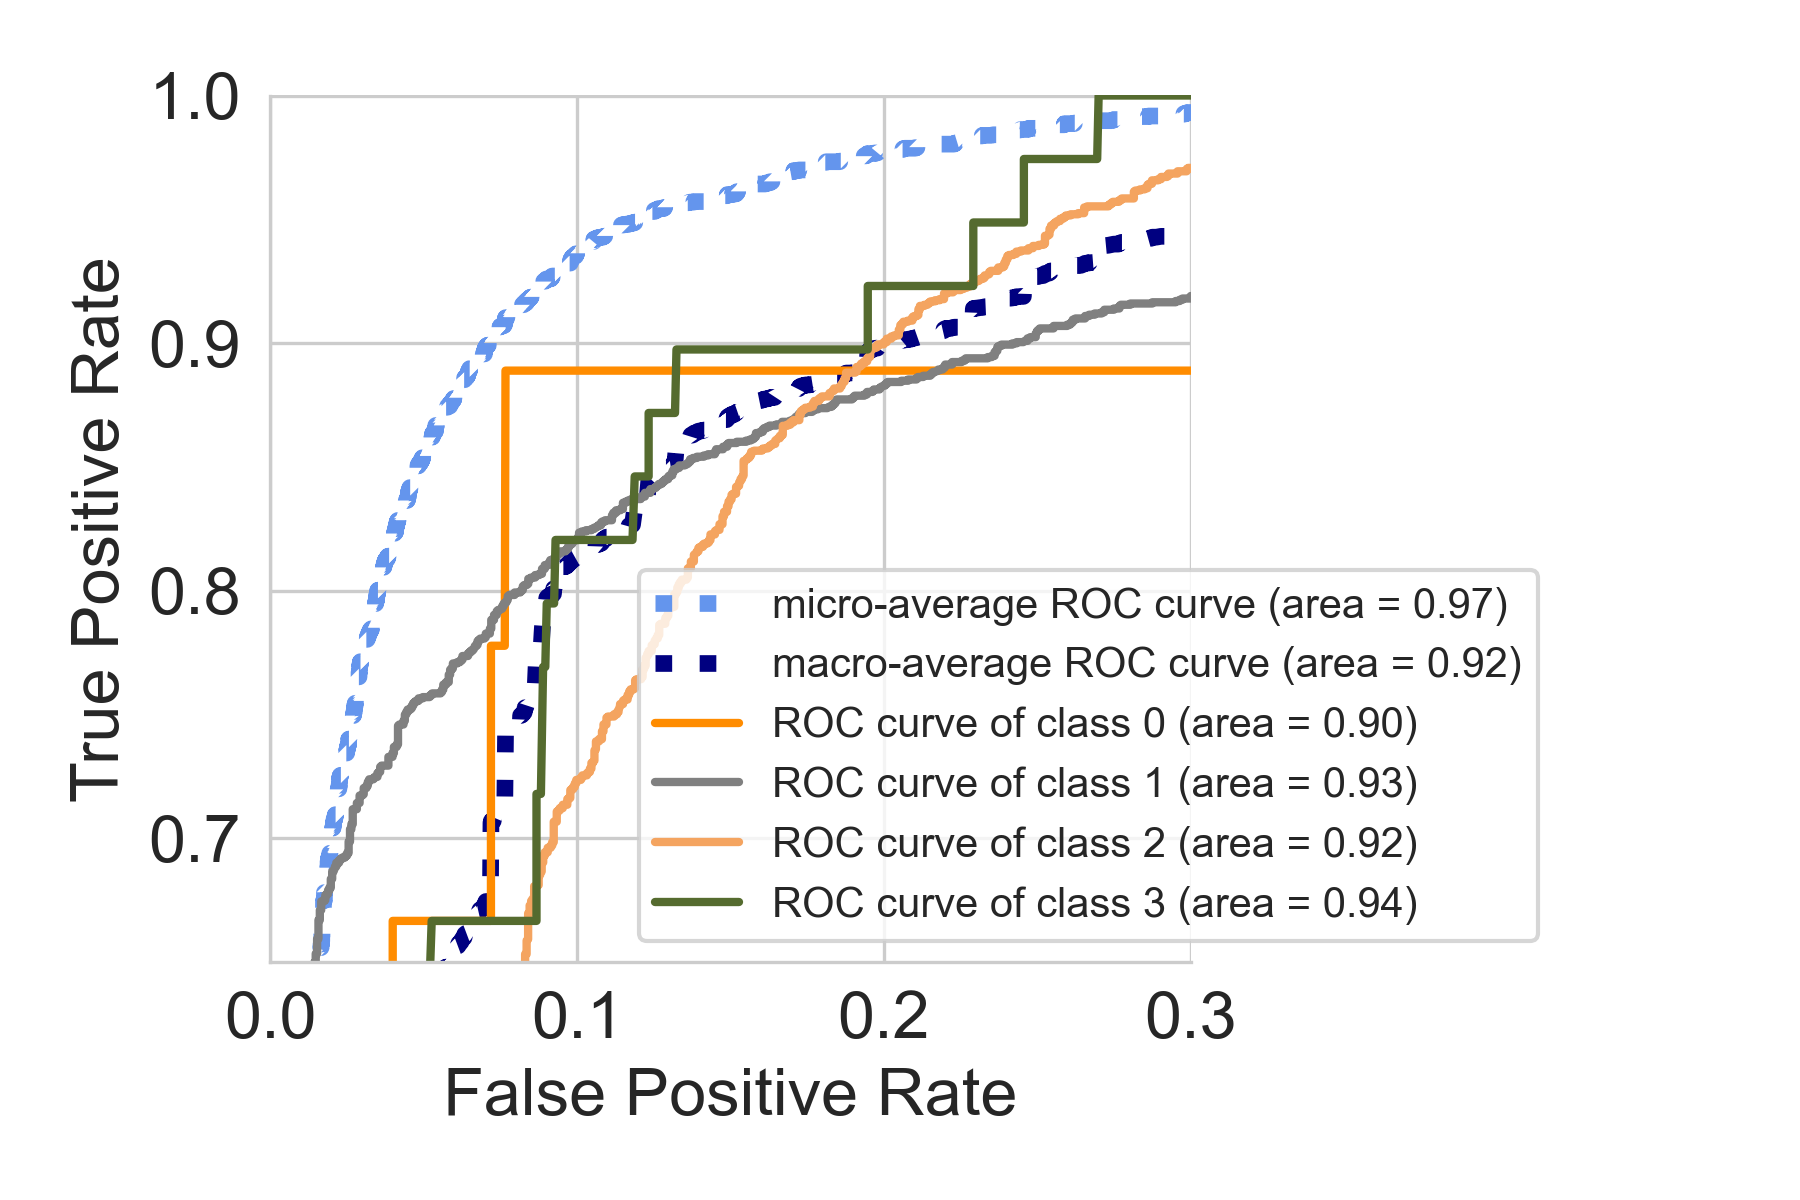 1.0
0.9
0.8
0.7
True Positive Rate
0.0 0.1 0.2 0.3
False Positive Rate
micro-average ROC curve (area = 0.97)
macro-average ROC curve (area = 0.92)
ROC curve of class 0 (area = 0.90)
ROC curve of class 1 (area = 0.93)
ROC curve of class 2 (area = 0.92)
ROC curve of class 3 (area = 0.94)